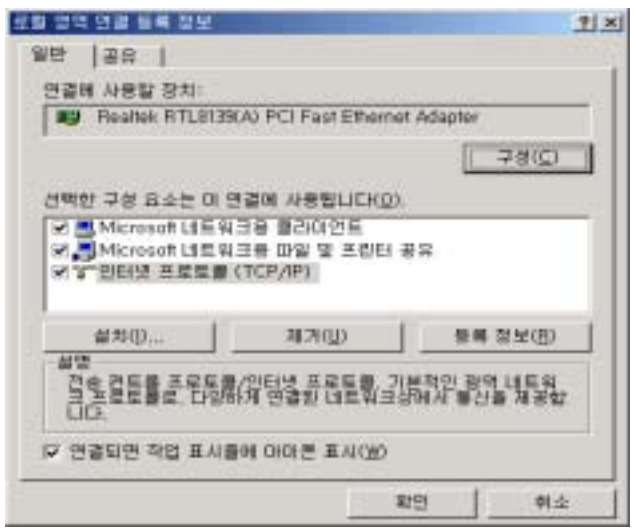 로컬 영역 연결 등록 정보
일반 공유
연결에 사용할 장치:
Realtek RTL8139(A) PCI Fast Ethernet Adapter
구성(C)
선택한 구성 요소는 이 연결에 사용됩니다(O).
Microsoft 네트워크용 클라이언트
Microsoft 네트워크용 파일 및 프린터 공유
인터넷 프로토콜 (TCP/IP)
설치(I)...
제거(U)
등록 정보(R)
설명
전송 컨트롤 프로토콜/인터넷 프로토콜. 기본적인 광역 네트워
크 프로토콜로, 다양하게 연결된 네트워크상에서 통신을 제공합
니다.
연결되면 작업 표시줄에 아이콘 표시(W)
확인
취소